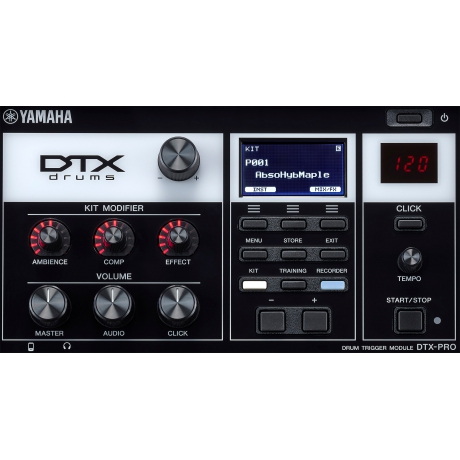 YAMAHA
DTX
drums
- +
KIT MODIFIER
AMBIENCE COMP EFFECT
VOLUME
MASTER AUDIO CLICK
KIT
P001
AbsoHybMaple
INST MIX/FX
MENU STORE EXIT
KIT TRAINING RECORDER
- +
120
CLICK
TEMPO
START/STOP
DRUM TRIGGER MODULE DTX-PRO